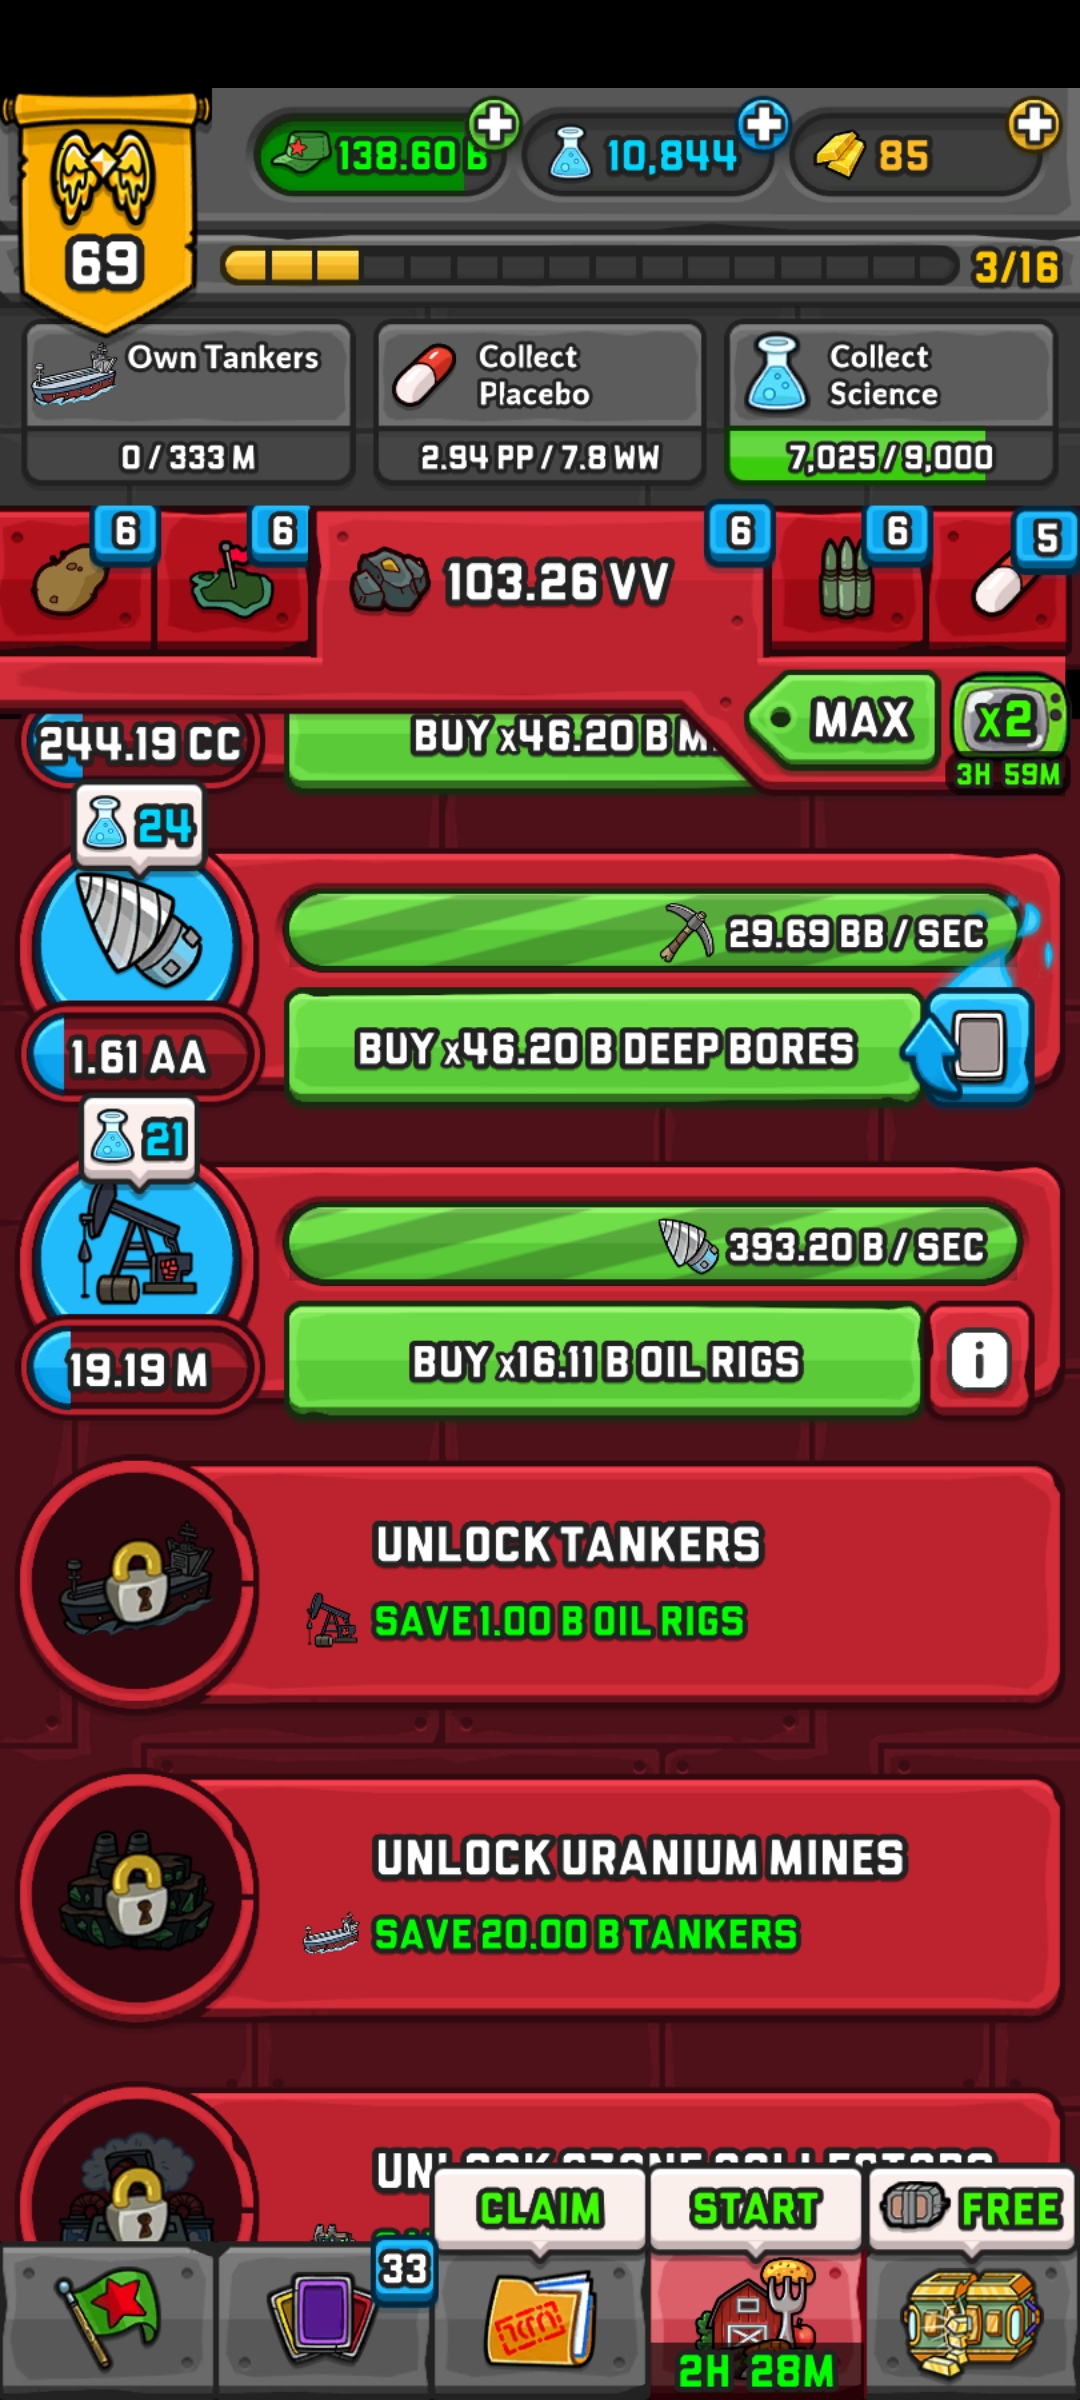 138.60 B
10,844
85
69
3/16
Own Tankers
0 / 333 M
Collect
Placebo
2.94 PP / 7.8 WW
Collect
Science
7,025 / 9,000
6
6
103.26 VV
6
6
5
MAX
x2
3H 59M
244.19 CC
BUY x46.20 B M
24
29.69 BB / SEC
1.61 AA
BUY x46.20 B DEEP BORES
21
393.20 B / SEC
19.19 M
BUY x16.11 B OIL RIGS
i
UNLOCK TANKERS
SAVE 1.00 B OIL RIGS
UNLOCK URANIUM MINES
SAVE 20.00 B TANKERS
CLAIM
START
FREE
33
2H 28M